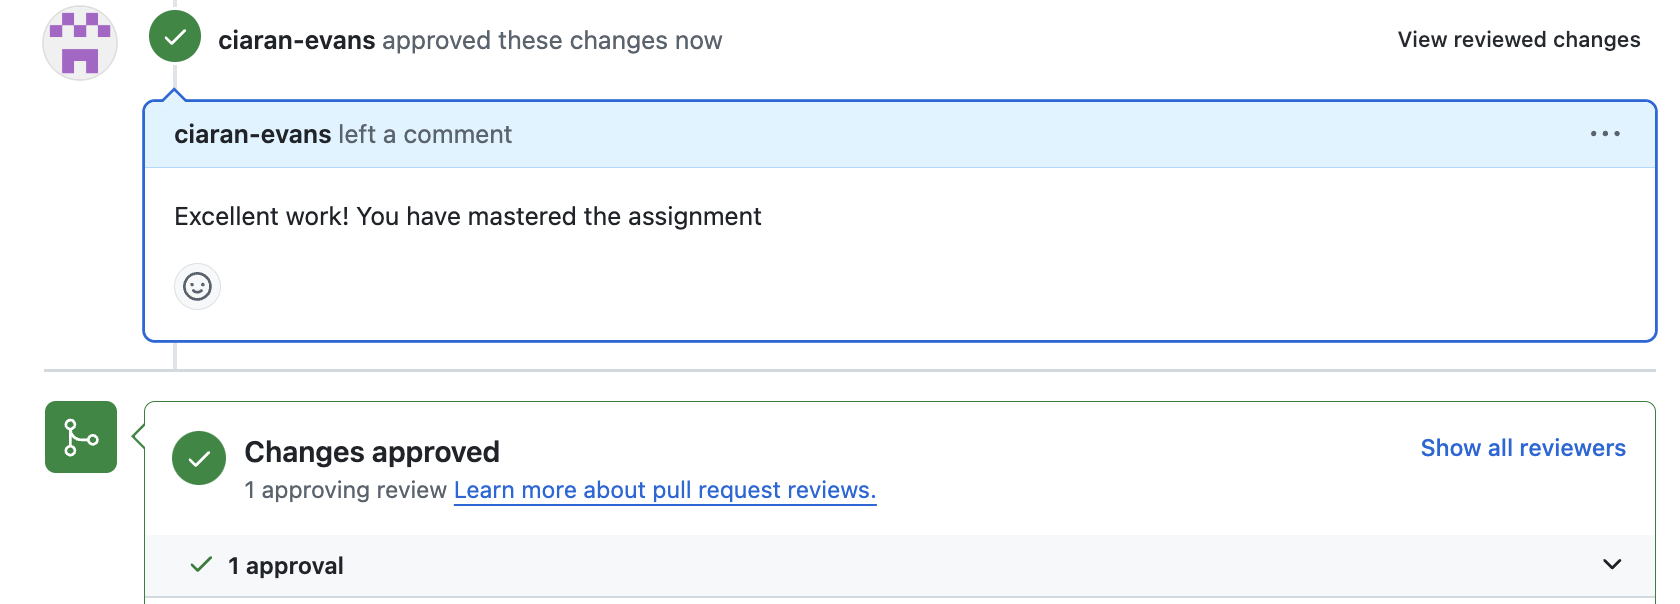 ciaran-evans approved these changes now
View reviewed changes
ciaran-evans left a comment
Excellent work! You have mastered the assignment
Changes approved
Show all reviewers
1 approving review Learn more about pull request reviews.
1 approval